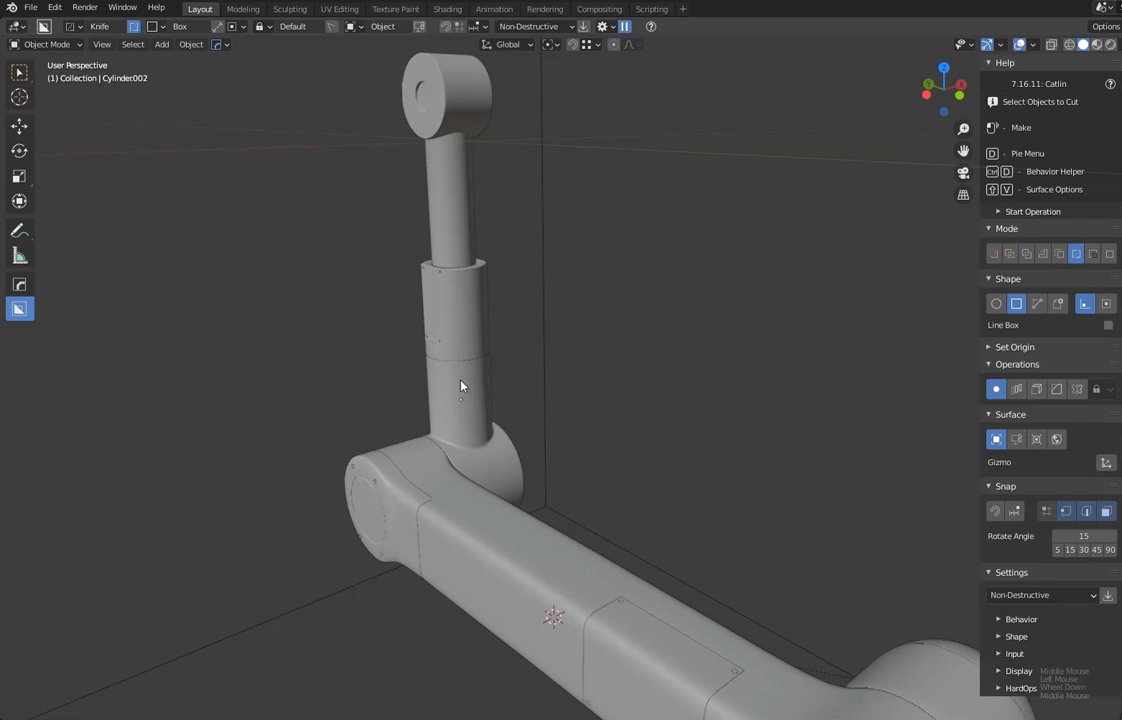 File Edit Render Window Help Layout Modeling Sculpting UV Editing Texture Paint Shading Animation Rendering Compositing Scripting +
Knife Box Default Object Non-Destructive Options
Object Mode View Select Add Object Global
User Perspective
(1) Collection | Cylinder.002
Z
Y
X
Help
7.16.11: Catlin
Select Objects to Cut
Make
D - Pie Menu
Ctrl D - Behavior Helper
V - Surface Options
Start Operation
Mode
Shape
Line Box
Set Origin
Operations
Surface
Gizmo
Snap
Rotate Angle 15
5 15 30 45 90
Settings
Non-Destructive
Behavior
Shape
Input
Display
HardOps
Middle Mouse
Left Mouse
Wheel Down
Middle Mouse